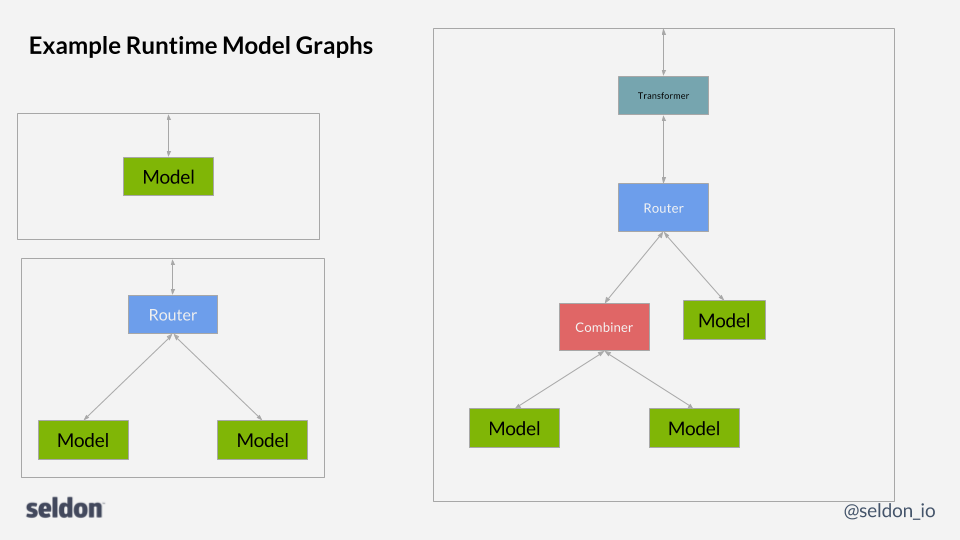 Example Runtime Model Graphs
Model
Router
Model
Model
Transformer
Router
Combiner
Model
Model
Model
seldon
@seldon_io